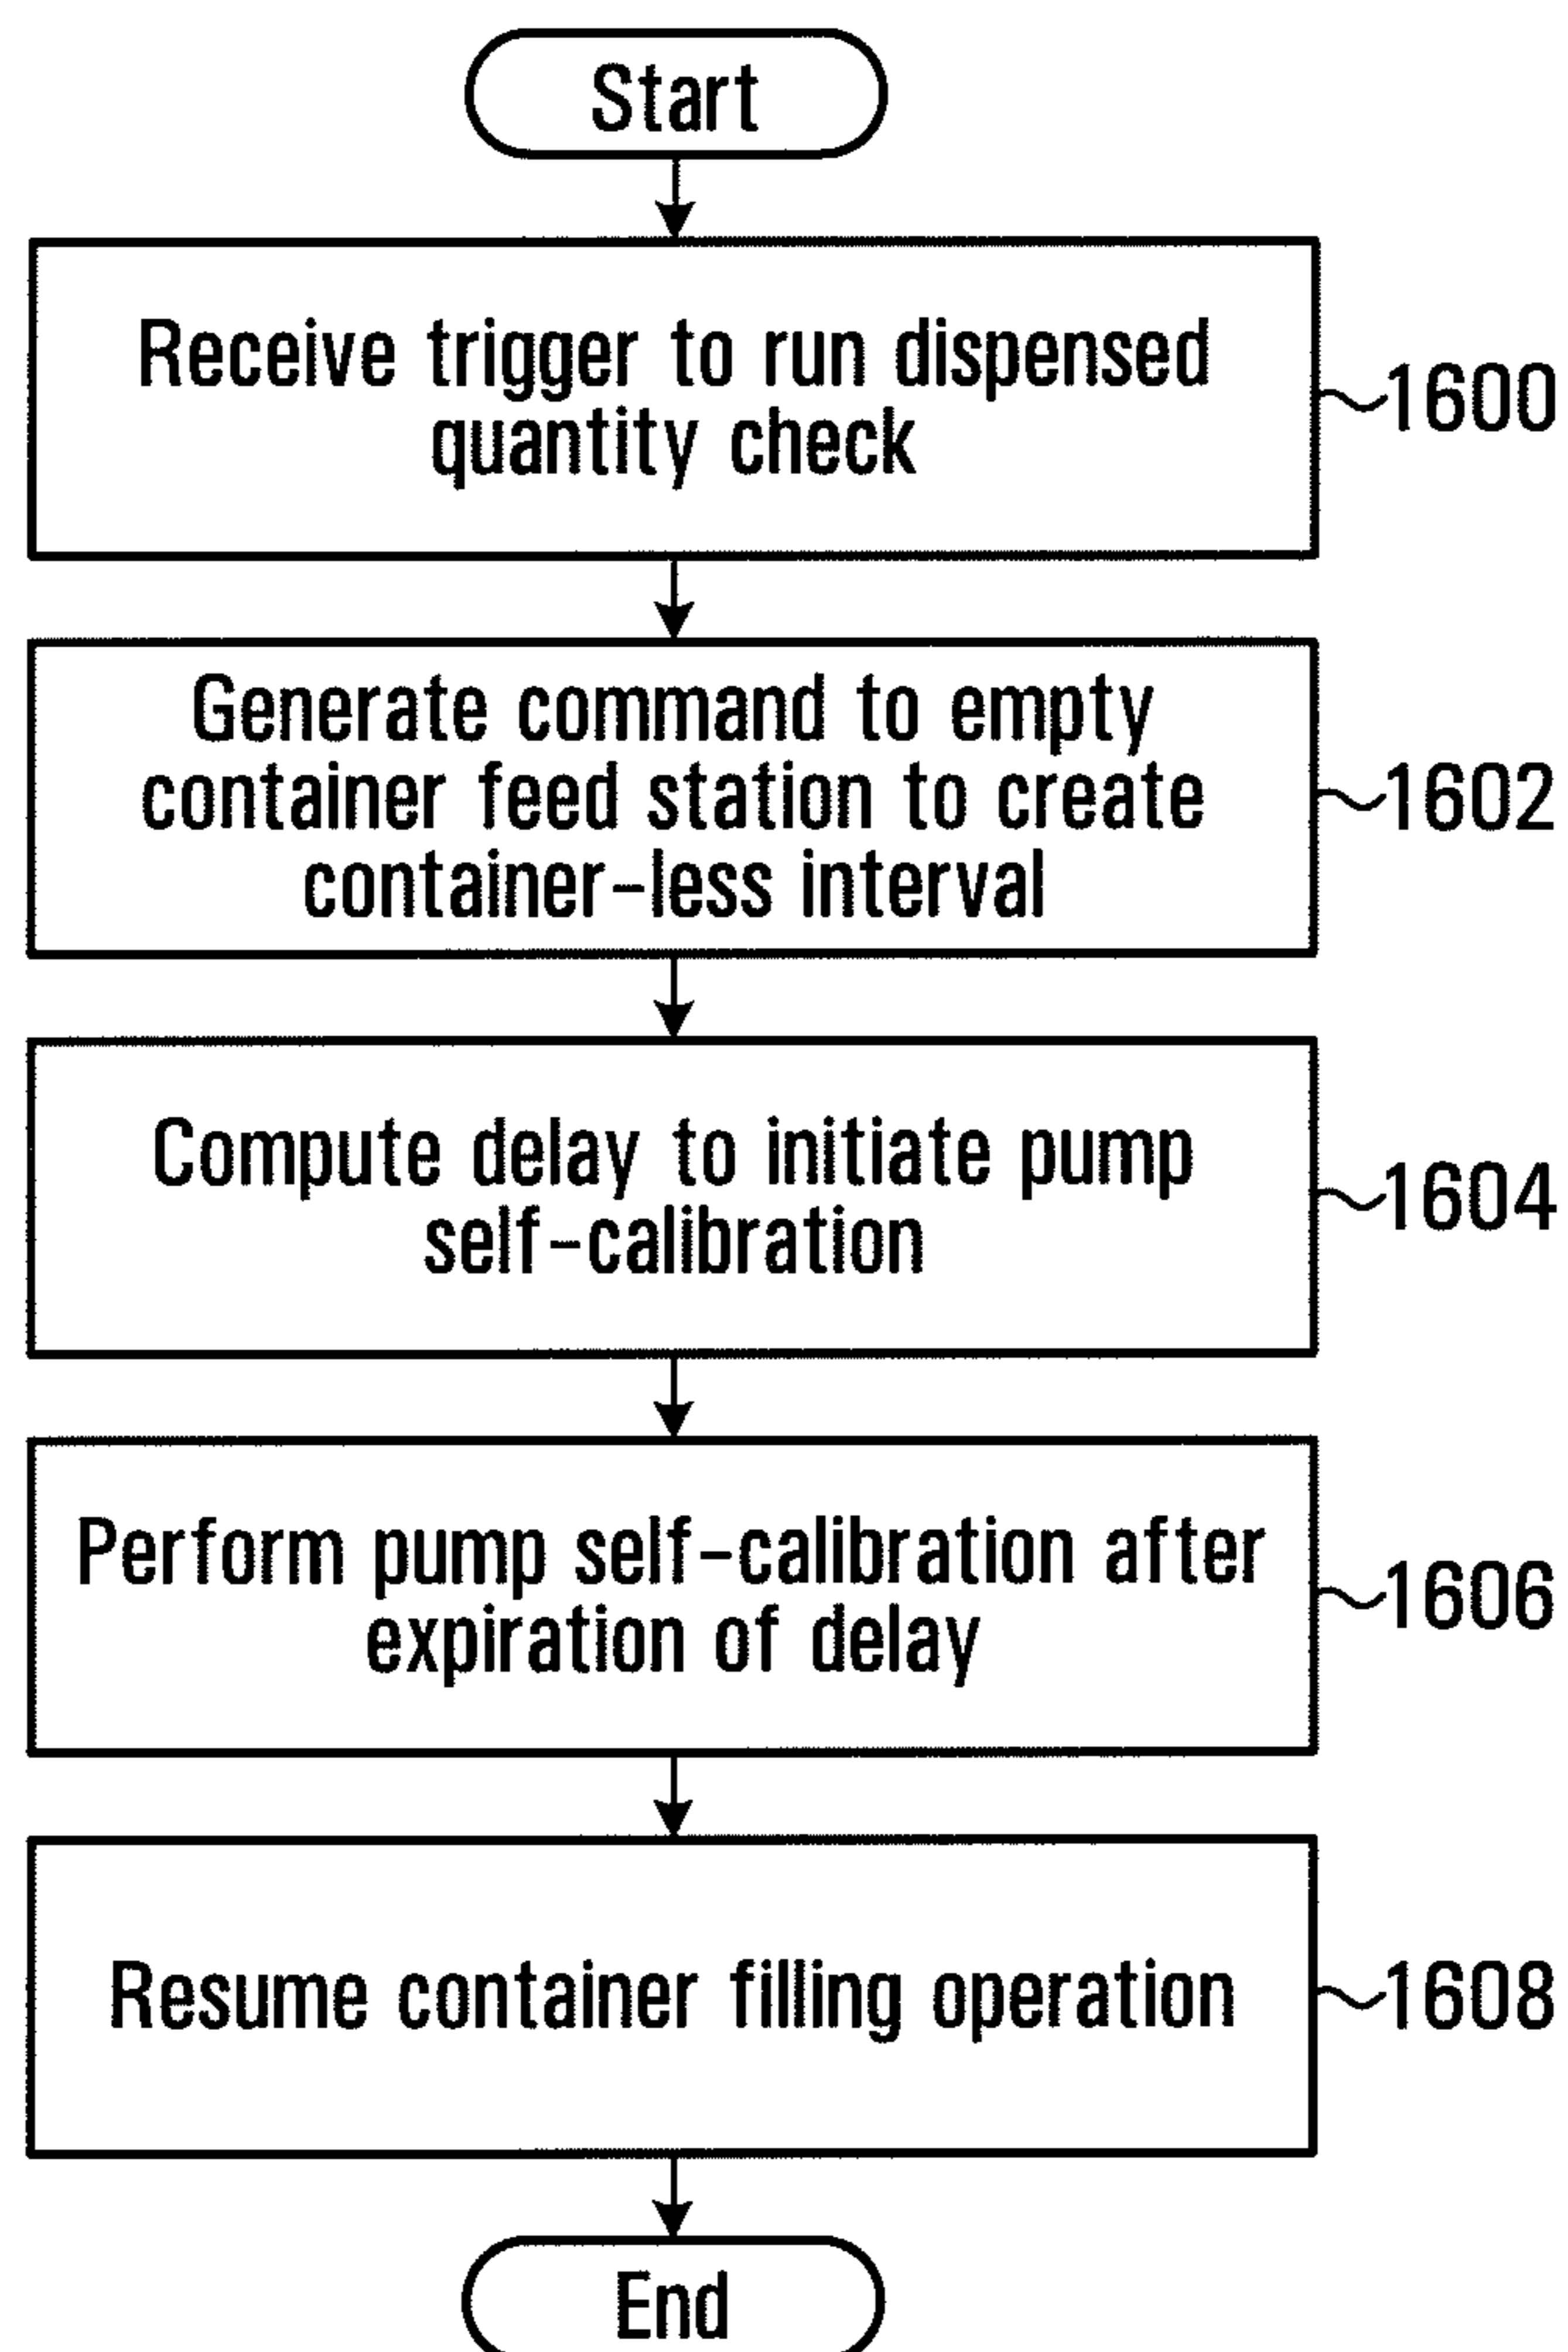 Start
Receive trigger to run dispensed
quantity check
1600
Generate command to empty
container feed station to create
container-less interval
1602
Compute delay to initiate pump
self-calibration
1604
Perform pump self-calibration after
expiration of delay
1606
Resume container filling operation
1608
End